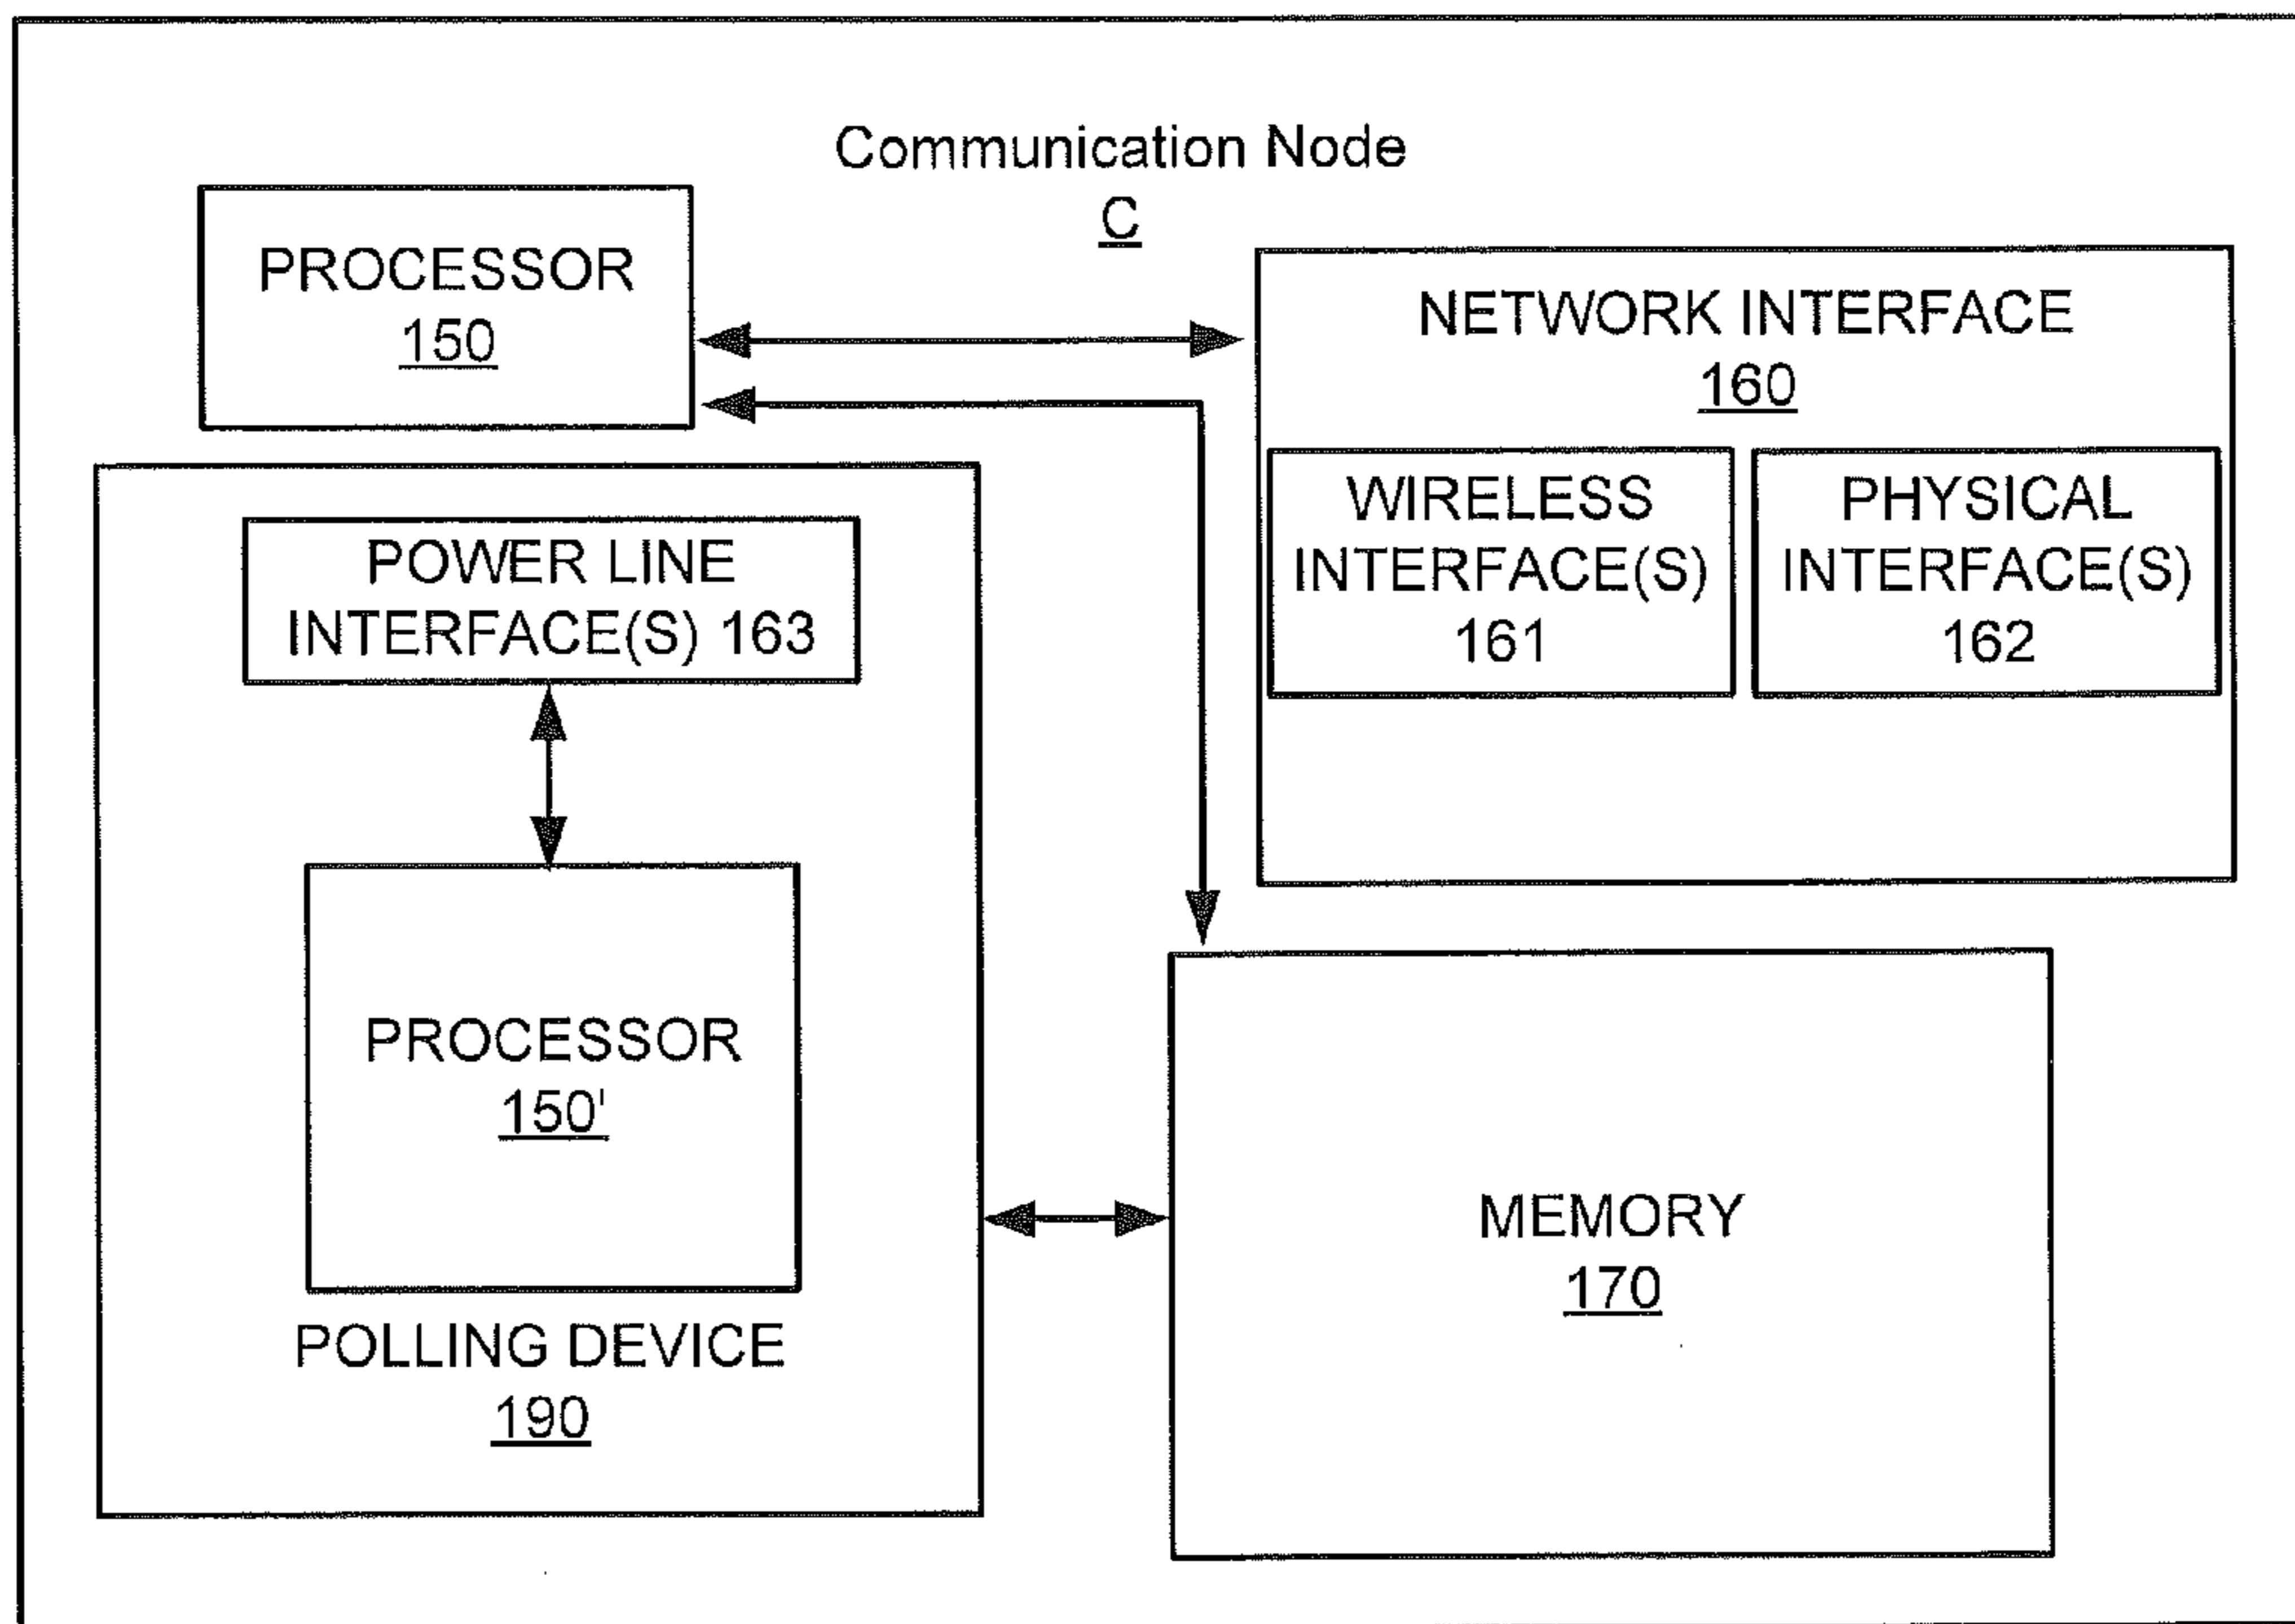 Communication Node
C
PROCESSOR
150
NETWORK INTERFACE
160
WIRELESS
INTERFACE(S)
161
PHYSICAL
INTERFACE(S)
162
POWER LINE
INTERFACE(S) 163
PROCESSOR
150'
POLLING DEVICE
190
MEMORY
170